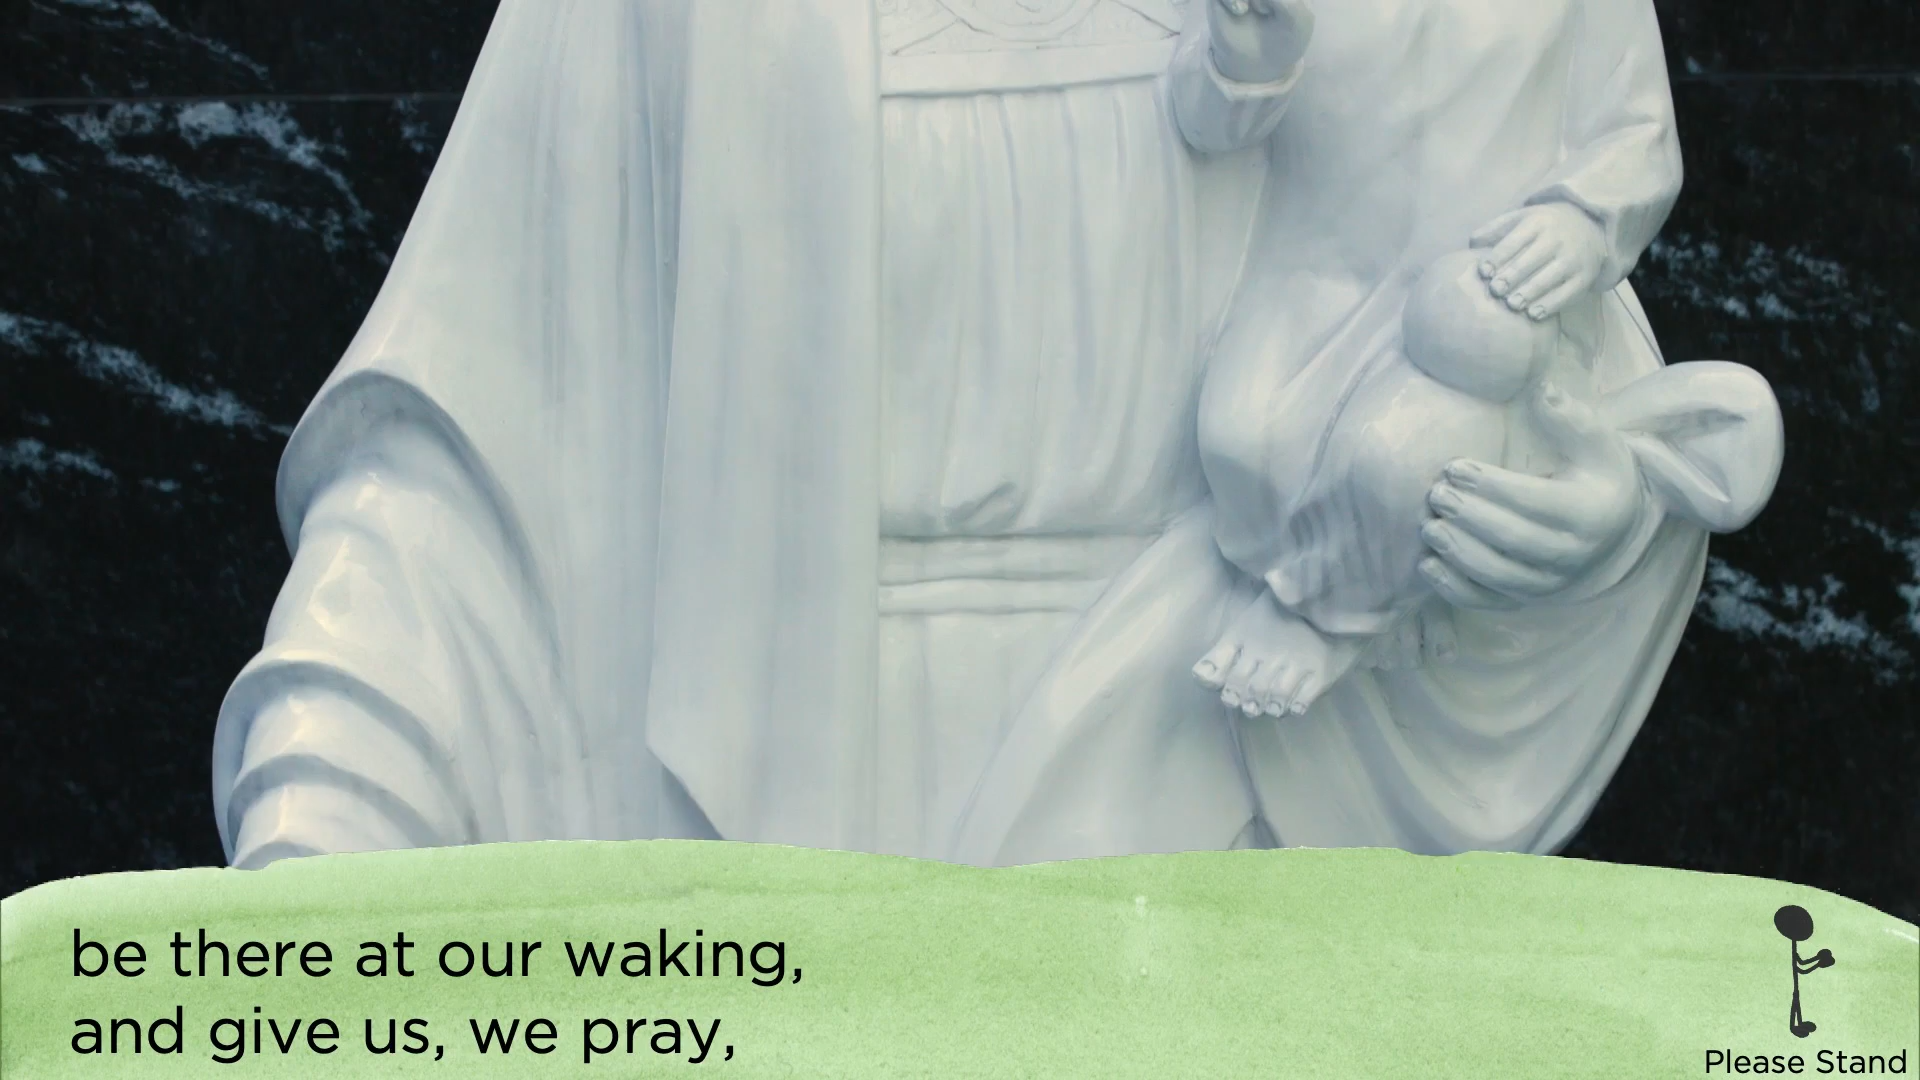 be there at our waking,
and give us, we pray,
Please Stand